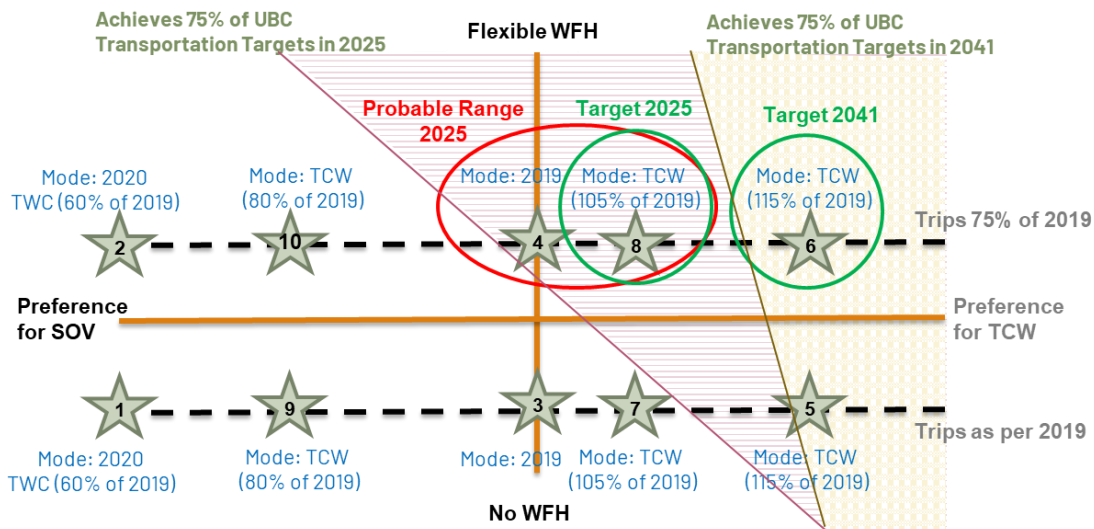 Achieves 75% of UBC
Transportation Targets in 2025
Flexible WFH
Achieves 75% of UBC
Transportation Targets in 2041
Probable Range
2025
Target 2025
Target 2041
Mode: 2020
TWC (60% of 2019)
Mode: TCW
(80% of 2019)
Mode: 2019
Mode: TCW
(105% of 2019)
Mode: TCW
(115% of 2019)
2
10
4
8
6
Trips 75% of 2019
Preference
for SOV
Preference
for TCW
1
9
3
7
5
Trips as per 2019
Mode: 2020
TWC (60% of 2019)
Mode: TCW
(80% of 2019)
Mode: 2019
Mode: TCW
(105% of 2019)
Mode: TCW
(115% of 2019)
No WFH